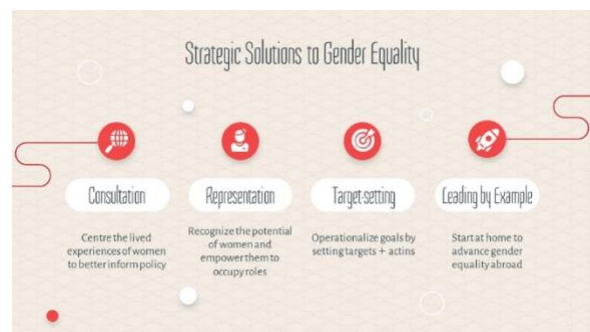 Strategic Solutions to Gender Equality
Consultation
Centre the lived
experiences of women
to better inform policy
Representation
Recognize the potential
of women and
empower them to
occupy roles
Target-setting
Operationalize goals by
setting targets + actins
Leading by Example
Start at home to
advance gender
equality abroad